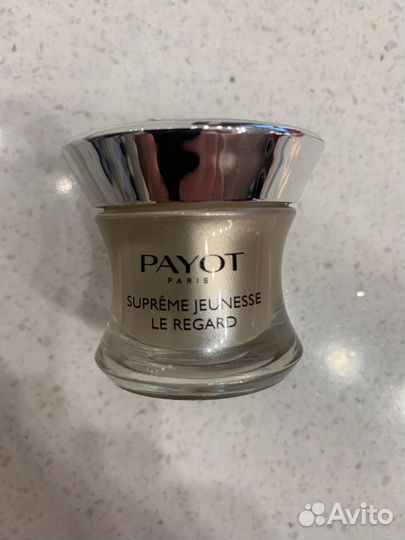 PAYOT
PARIS
SUPRÊME JEUNESSE
LE REGARD
Avito